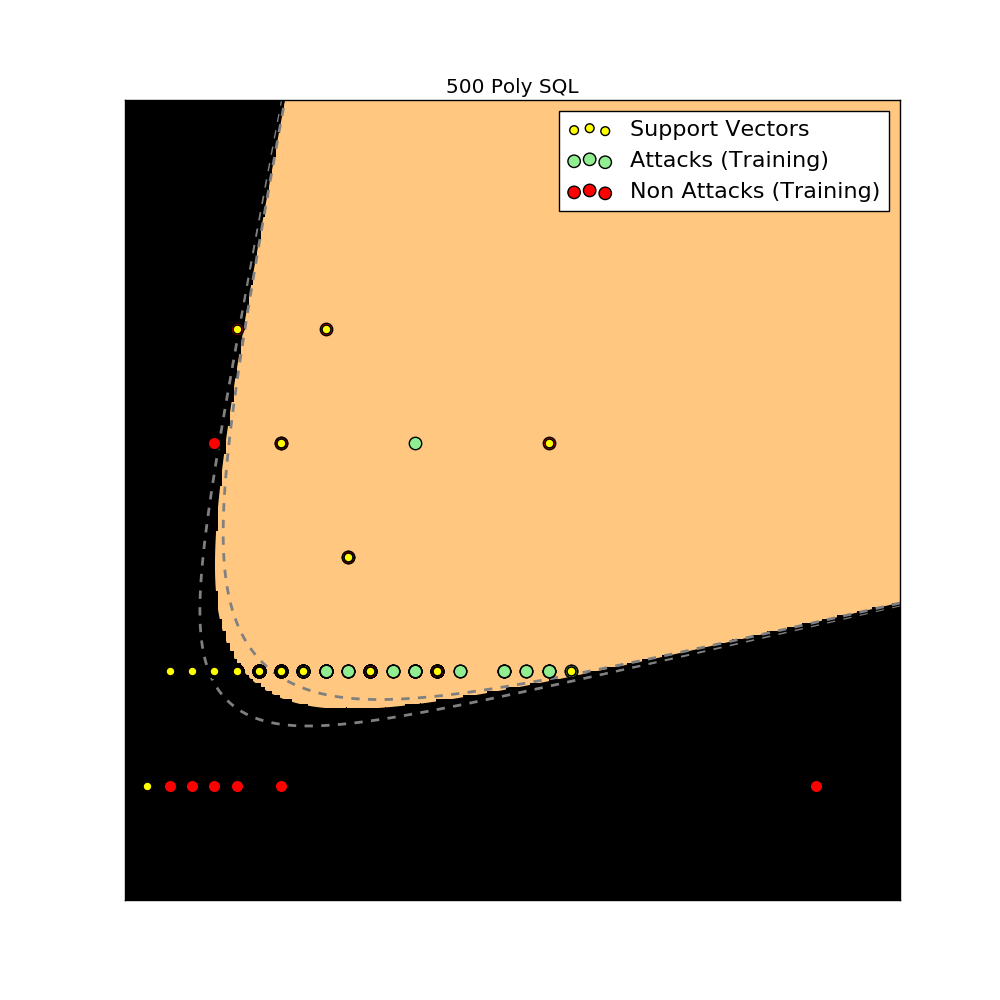 500 Poly SQL
Support Vectors
Attacks (Training)
Non Attacks (Training)